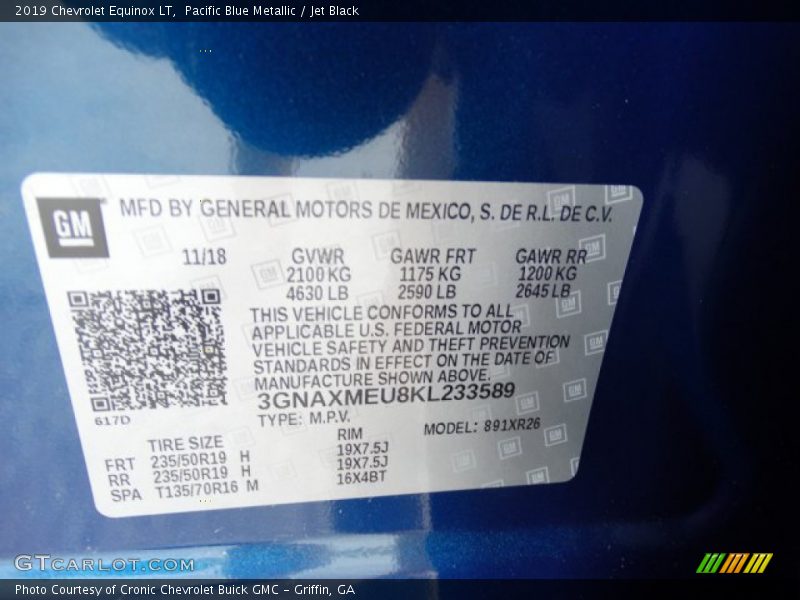 2019 Chevrolet Equinox LT, Pacific Blue Metallic / Jet Black
GM
MFD BY GENERAL MOTORS DE MEXICO, S. DE R.L. DE C.V.
11/18 GVWR GAWR FRT GAWR RR
2100 KG 1175 KG 1200 KG
4630 LB 2590 LB 2645 LB
THIS VEHICLE CONFORMS TO ALL
APPLICABLE U.S. FEDERAL MOTOR
VEHICLE SAFETY AND THEFT PREVENTION
STANDARDS IN EFFECT ON THE DATE OF
MANUFACTURE SHOWN ABOVE.
3GNAXMEU8KL233589
617D
TYPE: M.P.V. MODEL: 891XR26
TIRE SIZE RIM
FRT 235/50R19 H 19X7.5J
RR 235/50R19 H 19X7.5J
SPA T135/70R16 M 16X4BT
GTCARLOT.COM
Photo Courtesy of Cronic Chevrolet Buick GMC – Griffin, GA